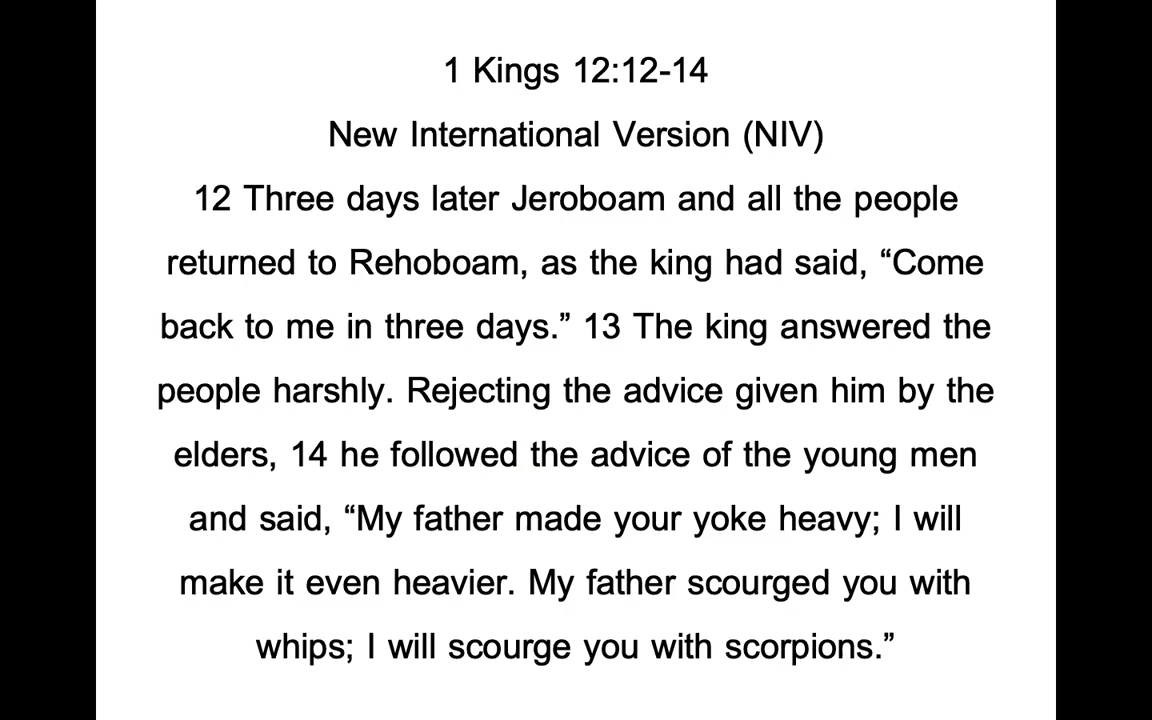 1 Kings 12:12-14
New International Version (NIV)
12 Three days later Jeroboam and all the people
returned to Rehoboam, as the king had said, “Come
back to me in three days.” 13 The king answered the
people harshly. Rejecting the advice given him by the
elders, 14 he followed the advice of the young men
and said, “My father made your yoke heavy; I will
make it even heavier. My father scourged you with
whips; I will scourge you with scorpions.”